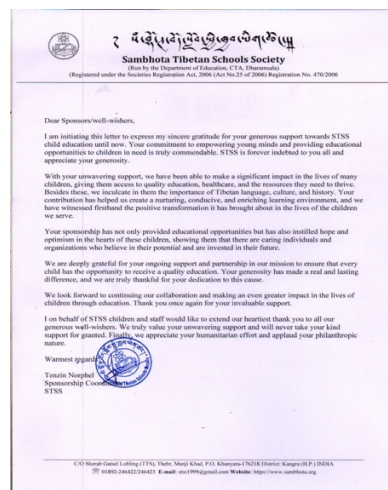 Sambhota Tibetan Schools Society
(Run by the Department of Education, CTA, Dharamsala)
(Registered under the Societies Registration Act, 2006 (Act No.25 of 2006) Registration No. 470/2006
Dear Sponsors/well-wishers,
I am initiating this letter to express my sincere gratitude for your generous support towards STSS
child education until now. Your commitment to empowering young minds and providing educational
opportunities to children in need is truly commendable. STSS is forever indebted to you all and
appreciate your generosity.
With your unwavering support, we have been able to make a significant impact in the lives of many
children, giving them access to quality education, healthcare, and the resources they need to thrive.
Besides these, we inculcate in them the importance of Tibetan language, culture, and history. Your
contribution has helped us create a nurturing, conducive, and enriching learning environment, and we
have witnessed firsthand the positive transformation it has brought about in the lives of the children
we serve.
Your sponsorship has not only provided educational opportunities but has also instilled hope and
optimism in the hearts of these children, showing them that there are caring individuals and
organizations who believe in their potential and are invested in their future.
We are deeply grateful for your ongoing support and partnership in our mission to ensure that every
child has the opportunity to receive a quality education. Your generosity has made a real and lasting
difference, and we are truly thankful for your dedication to this cause.
We look forward to continuing our collaboration and making an even greater impact in the lives of
children through education. Thank you once again for your invaluable support.
I on behalf of STSS children and staff would like to extend our heartiest thank you to all our
generous well-wishers. We truly value your unwavering support and will never take your kind
support for granted. Finally, we appreciate your humanitarian effort and applaud your philanthropic
nature.
Warmest regards
Tenzin Norphel
Sponsorship Coordinator
STSS
C/O Sherab Gatsel Lobling (TTS), Thehr, Manji Khad, P.O. Khanyara-176218.District: Kangra (H.P.) INDIA
01892-246422/246423 E-mail: stss1999@gmail.com Website: https://www.sambhota.org